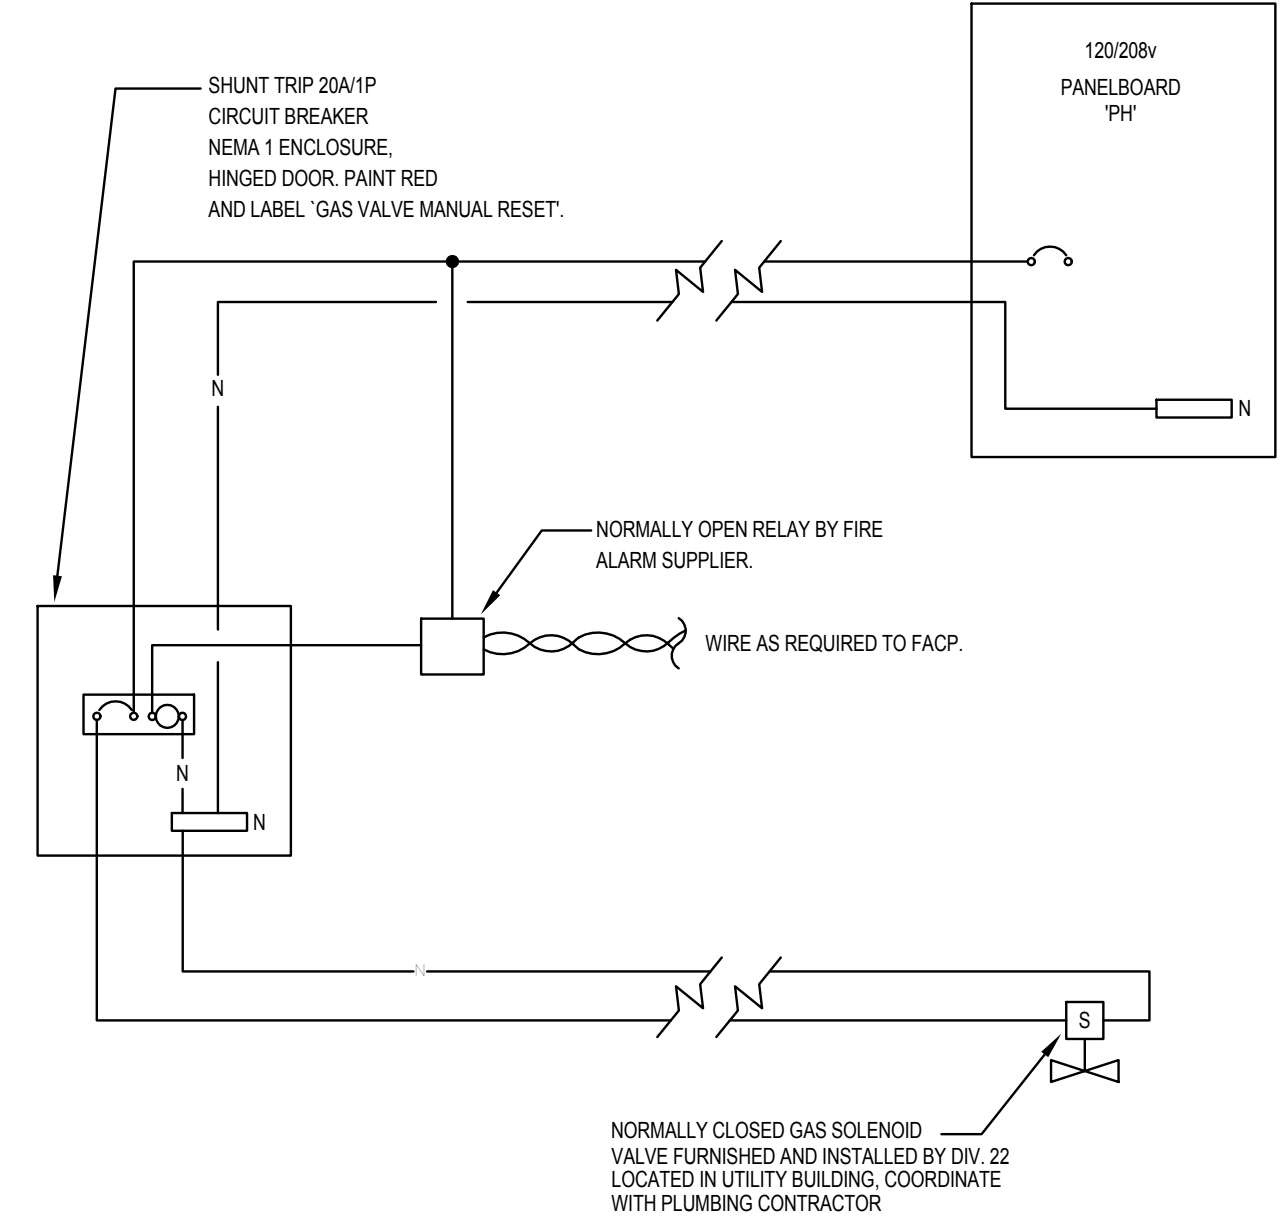 120/208v
PANELBOARD
'PH'
SHUNT TRIP 20A/1P
CIRCUIT BREAKER
NEMA 1 ENCLOSURE,
HINGED DOOR. PAINT RED
AND LABEL `GAS VALVE MANUAL RESET'.
N
N
NORMALLY OPEN RELAY BY FIRE
ALARM SUPPLIER.
WIRE AS REQUIRED TO FACP.
N
N
N
S
NORMALLY CLOSED GAS SOLENOID
VALVE FURNISHED AND INSTALLED BY DIV. 22
LOCATED IN UTILITY BUILDING, COORDINATE
WITH PLUMBING CONTRACTOR